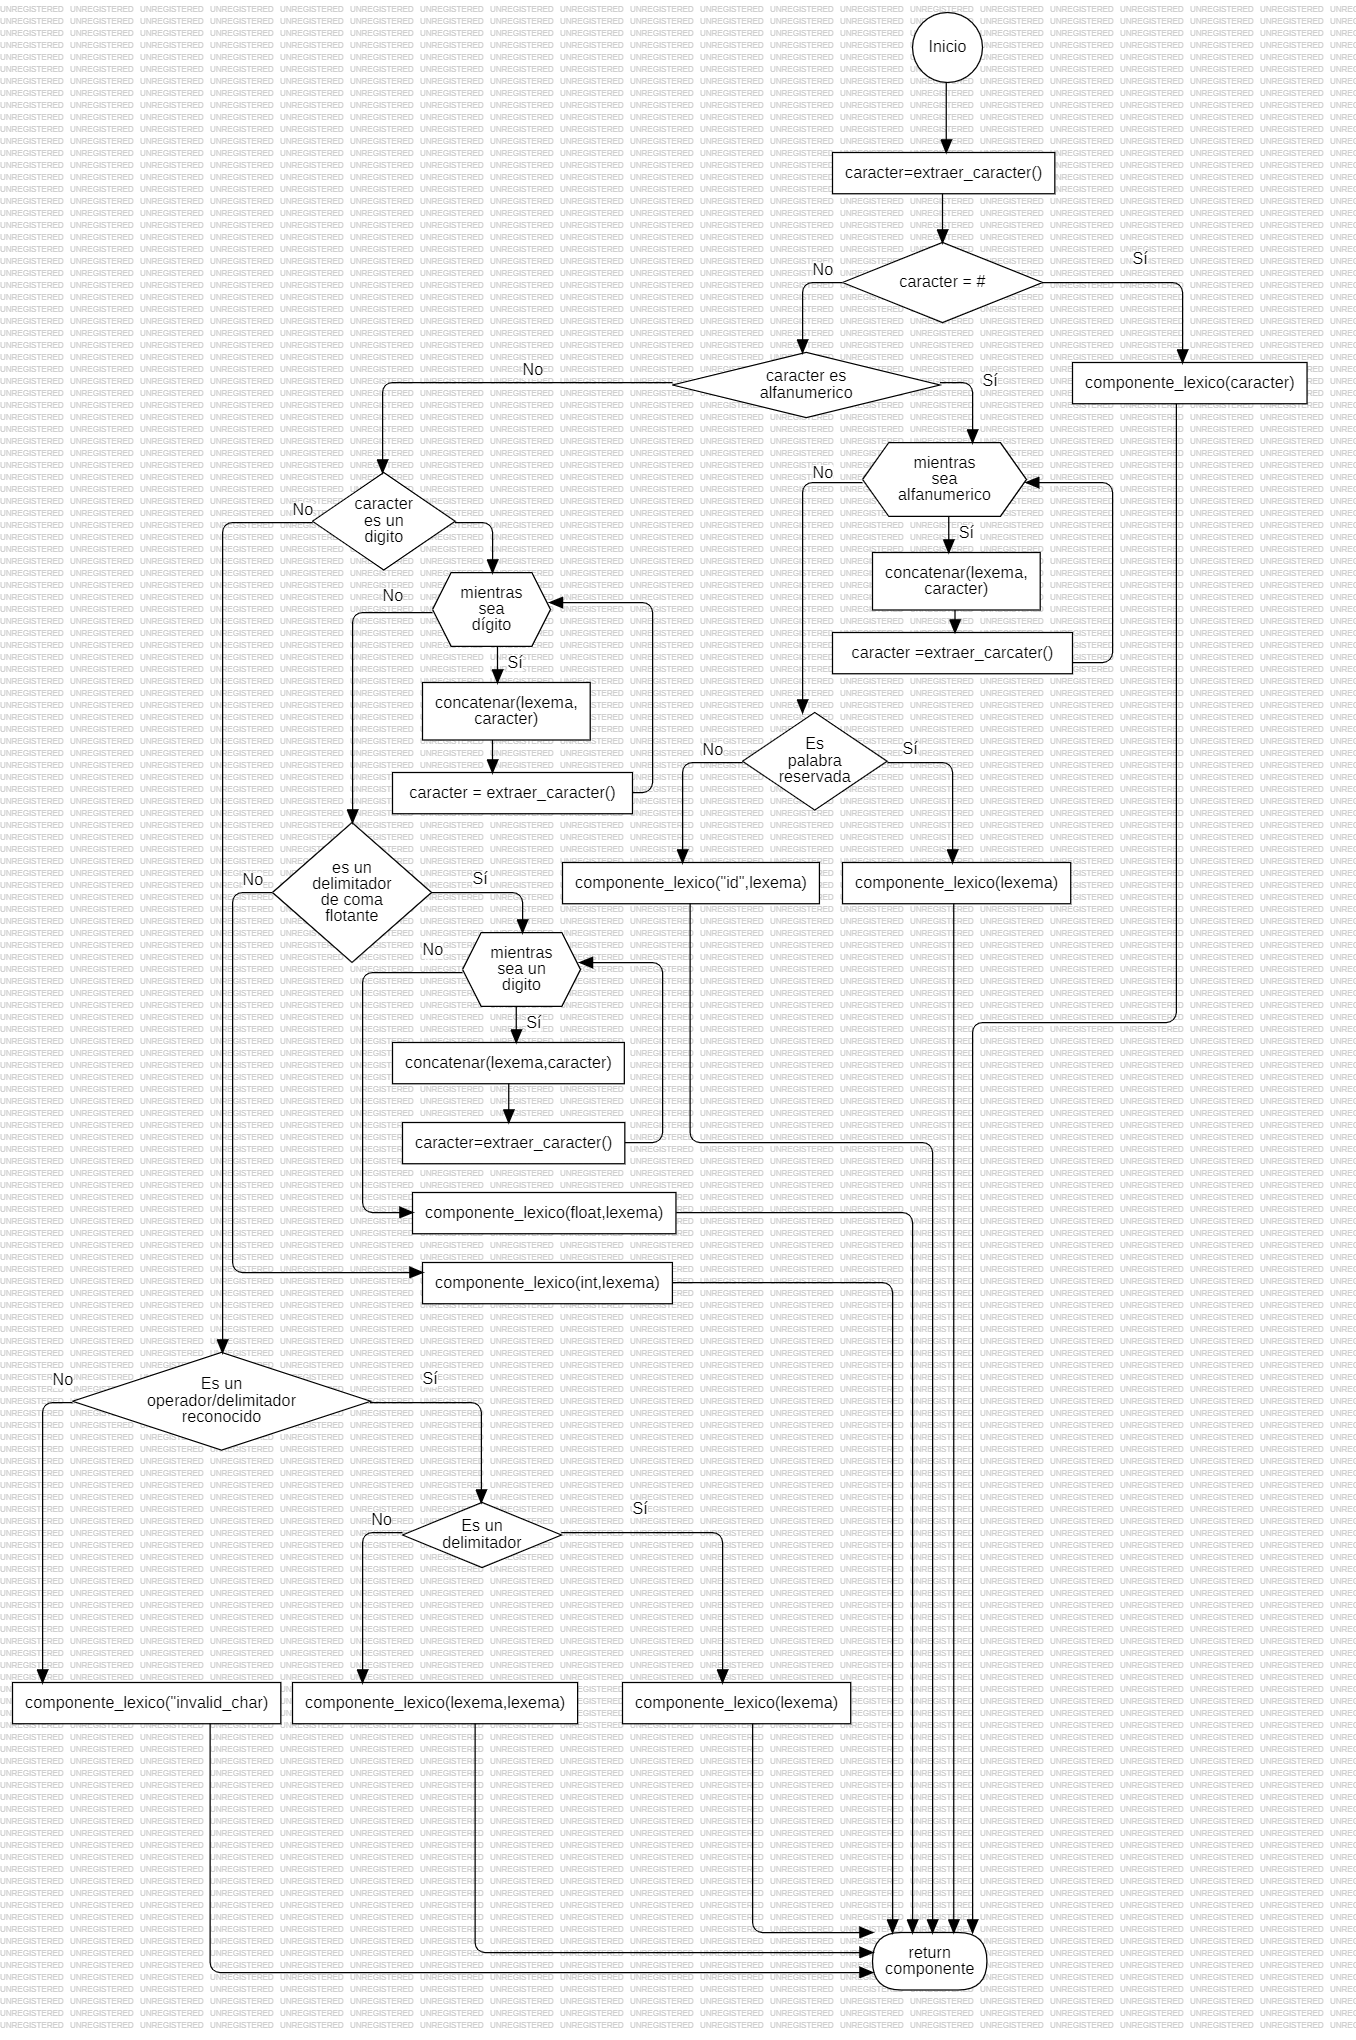 Inicio
caracter=extraer_caracter()
caracter = #
No
Sí
componente_lexico(caracter)
caracter es
alfanumerico
No
Sí
mientras
sea
alfanumerico
No
Sí
concatenar(lexema,
caracter)
caracter =extraer_carcater()
caracter
es un
digito
No
mientras
sea
dígito
No
Sí
concatenar(lexema,
caracter)
caracter = extraer_caracter()
Es
palabra
reservada
No
Sí
componente_lexico("id",lexema)
componente_lexico(lexema)
es un
delimitador
de coma
flotante
No
Sí
mientras
sea un
digito
No
Sí
concatenar(lexema,caracter)
caracter=extraer_caracter()
componente_lexico(float,lexema)
componente_lexico(int,lexema)
Es un
operador/delimitador
reconocido
No
Sí
Es un
delimitador
No
Sí
componente_lexico("invalid_char)
componente_lexico(lexema,lexema)
componente_lexico(lexema)
return
componente
UNREGISTERED